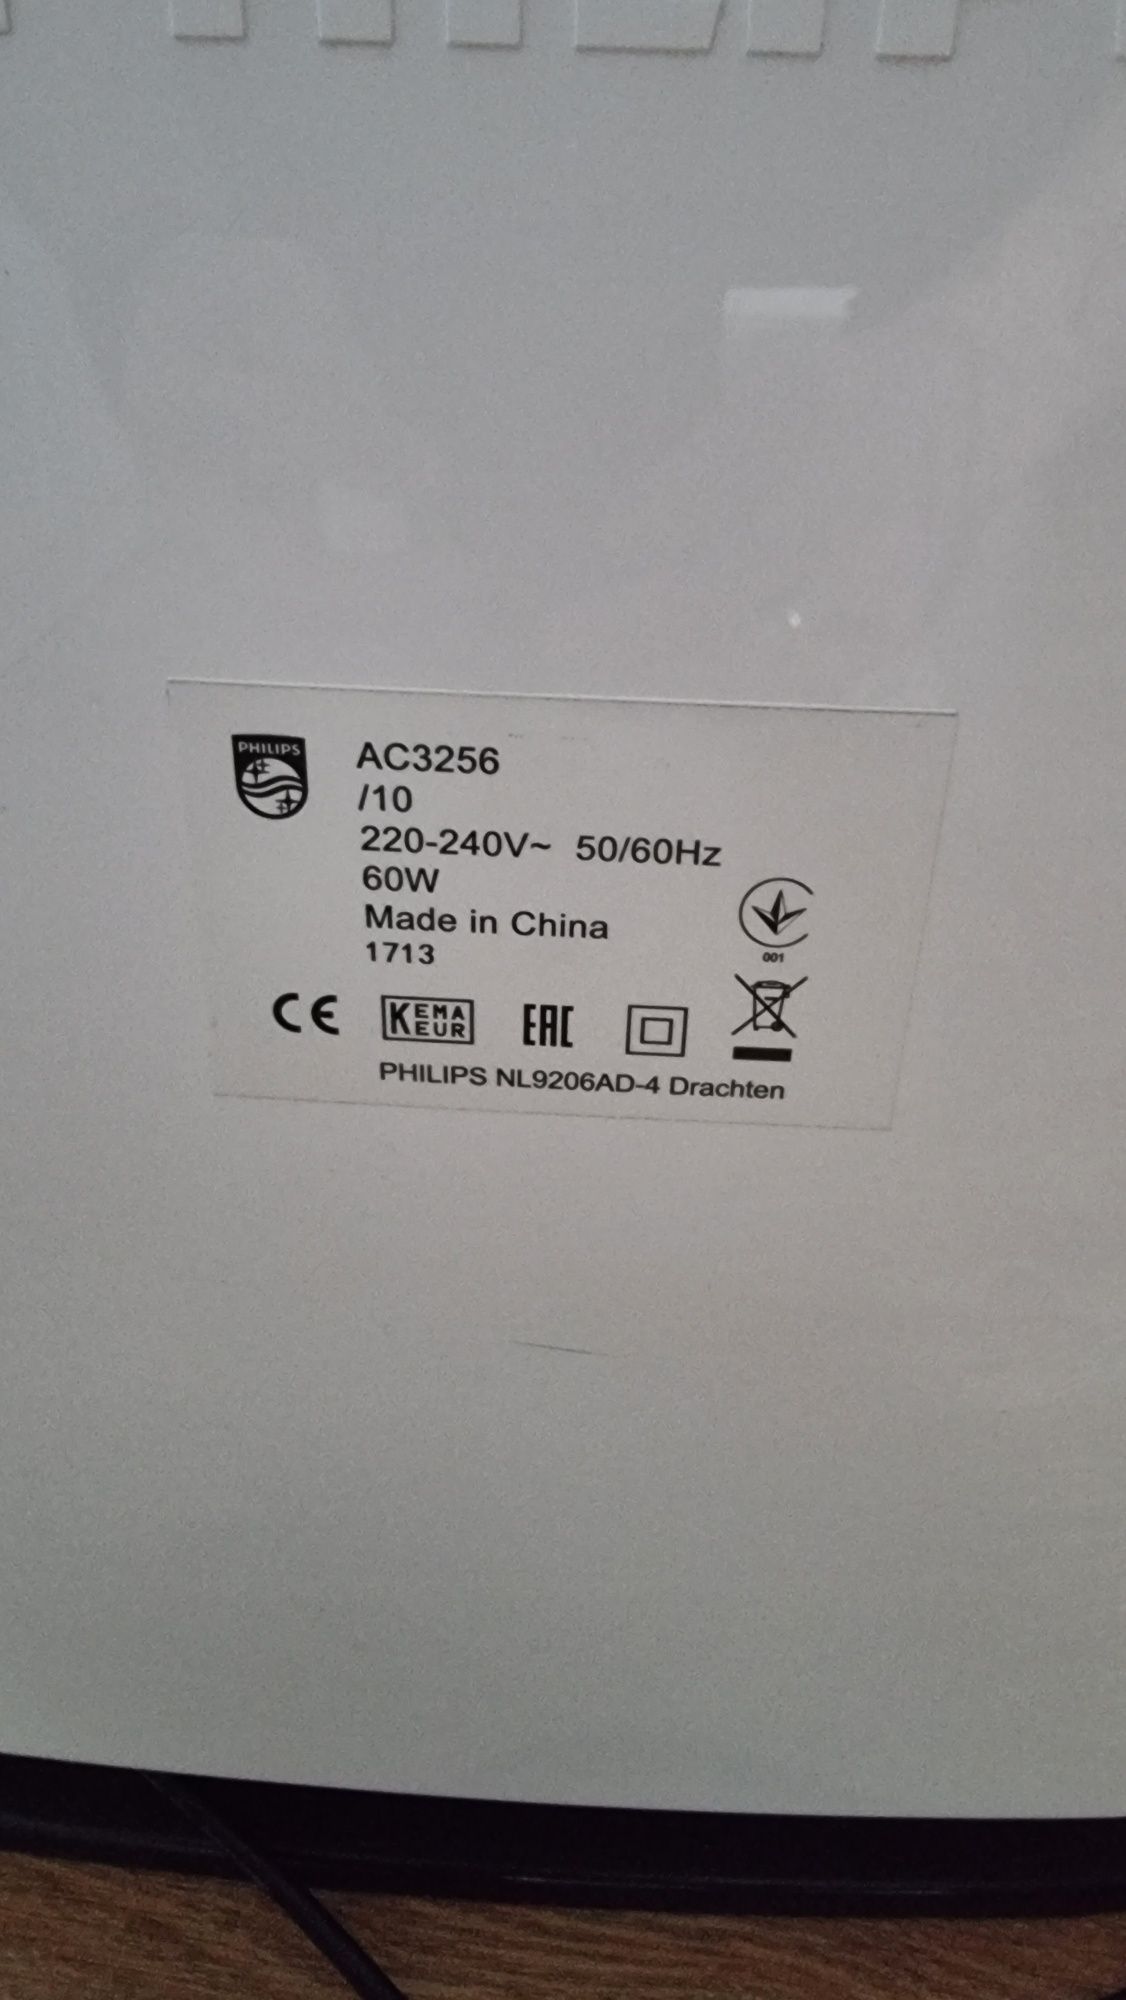 PHILIPS
AC3256
/10
220-240V~ 50/60Hz
60W
Made in China
1713
001
CE KEMA EUR EAC
PHILIPS NL9206AD-4 Drachten